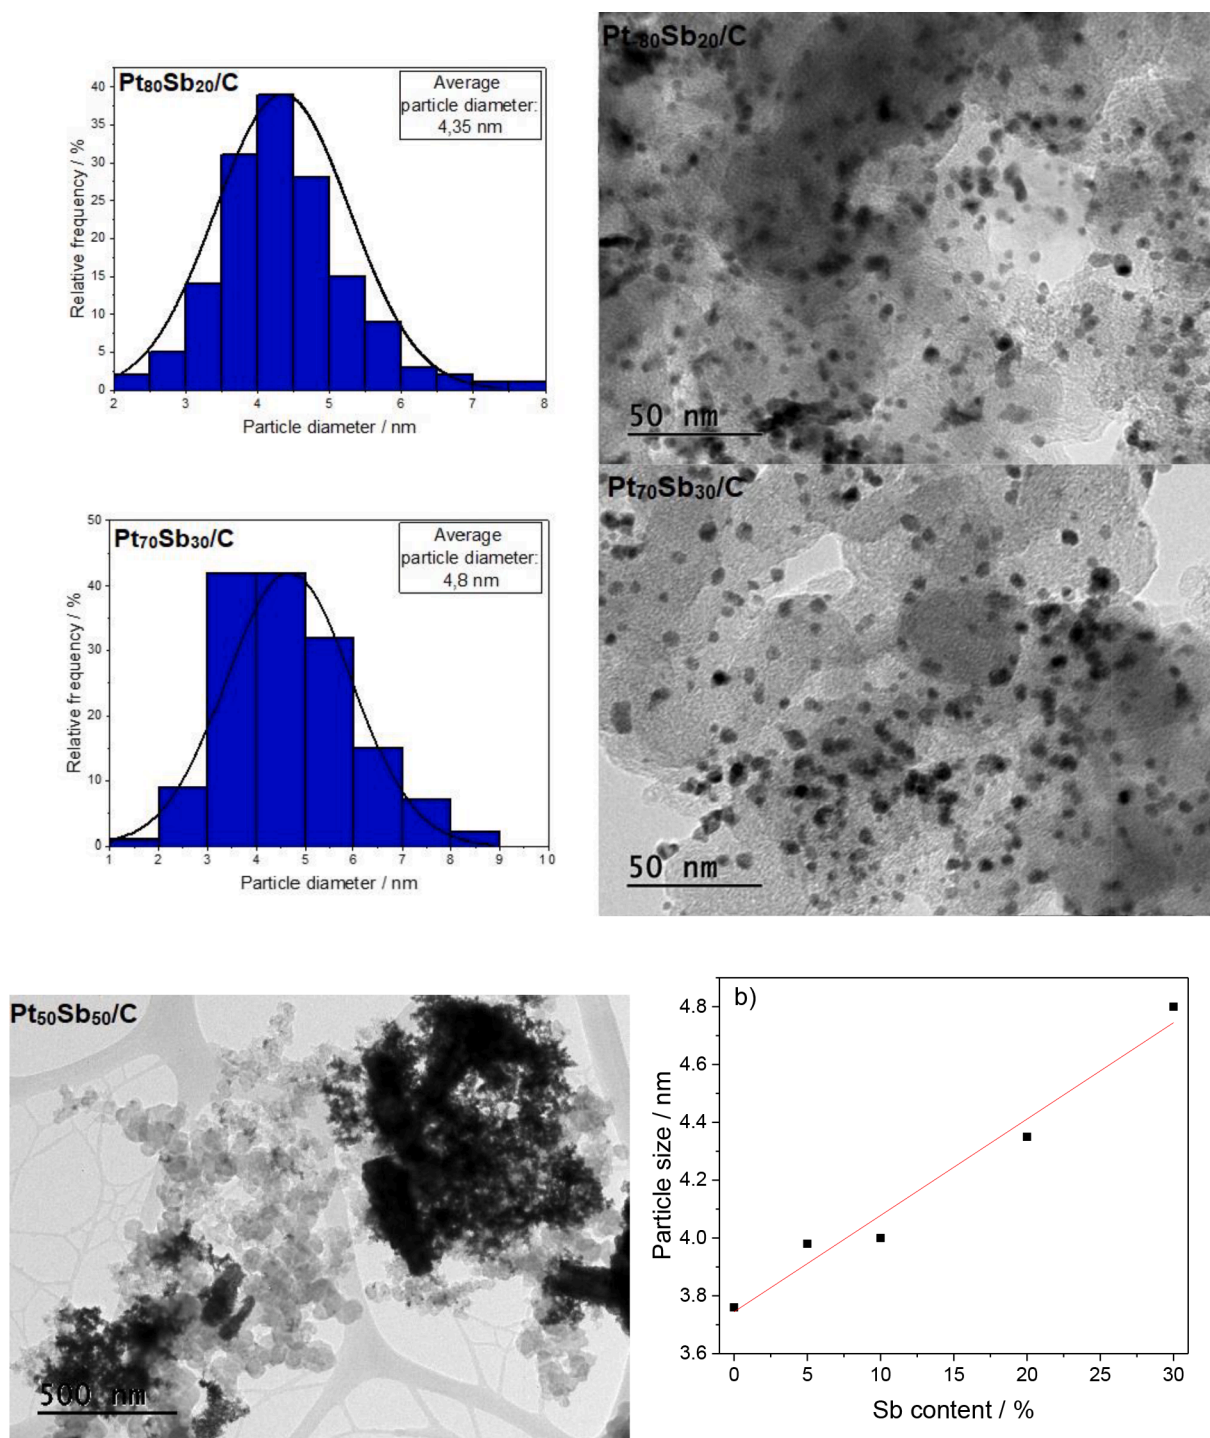 Pt80Sb20/C
Average
particle diameter:
4,35 nm
Relative frequency / %
40
35
30
25
20
15
10
5
0
2 3 4 5 6 7 8
Particle diameter / nm
Pt-80Sb20/C
50 nm
Pt70Sb30/C
Average
particle diameter:
4,8 nm
Relative frequency / %
50
40
30
20
10
0
1 2 3 4 5 6 7 8 9 10
Particle diameter / nm
Pt70Sb30/C
50 nm
Pt50Sb50/C
500 nm
b)
Particle size / nm
4.8
4.6
4.4
4.2
4.0
3.8
3.6
0 5 10 15 20 25 30
Sb content / %